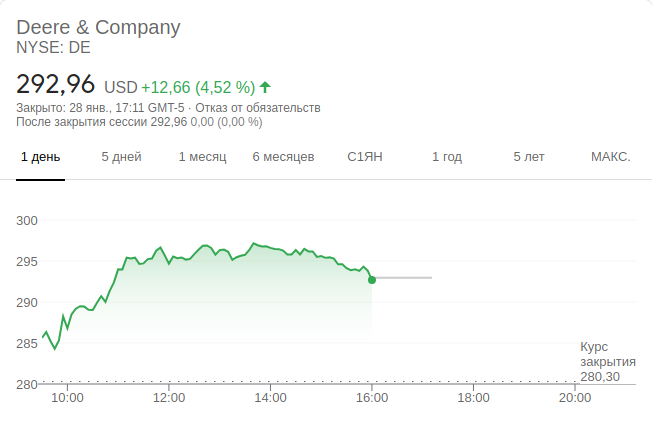 Deere & Company
NYSE: DE
292,96 USD +12,66 (4,52 %)
Закрыто: 28 янв., 17:11 GMT-5 · Отказ от обязательств
После закрытия сессии 292,96 0,00 (0,00 %)
1 день 5 дней 1 месяц 6 месяцев С1ЯН 1 год 5 лет МАКС.
300
295
290
285
Курс
закрытия
280 280,30
10:00 12:00 14:00 16:00 18:00 20:00